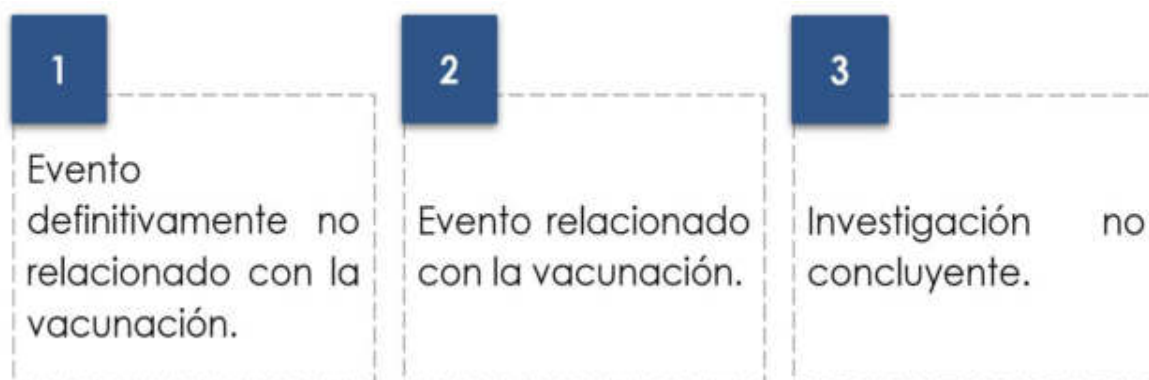 1
Evento
definitivamente no
relacionado con la
vacunación.
2
Evento relacionado
con la vacunación.
3
Investigación no
concluyente.